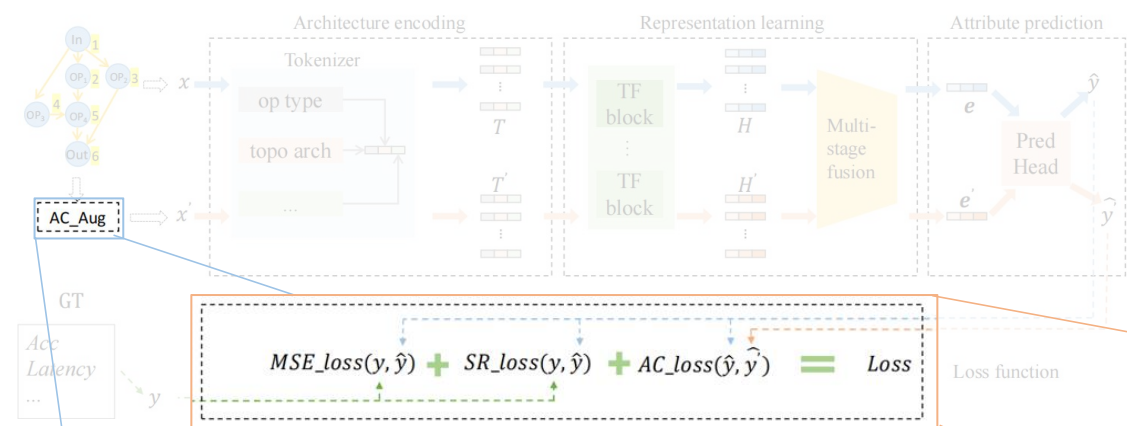 Architecture encoding
Representation learning
Attribute prediction
In 1
OP₁ 2
OP₂ 3
OP₃ 4
OP₄ 5
Out 6
x
Tokenizer
op type
topo arch
...
T
TF block
⋮
TF block
H
Multi-stage fusion
e
ŷ
Pred Head
AC_Aug
x'
T'
H'
e'
ŷ'
GT
Acc
Latency
...
y
MSE_loss(y, ŷ) + SR_loss(y, ŷ) + AC_loss(ŷ, ŷ') = Loss
Loss function